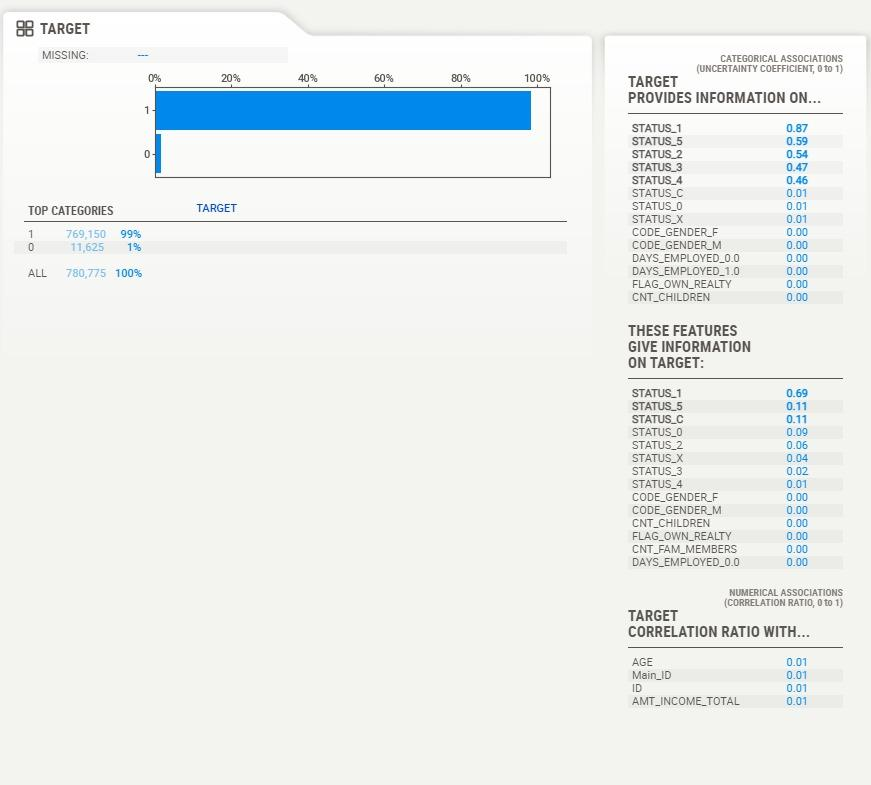 TARGET
MISSING: ---
0% 20% 40% 60% 80% 100%
1
0
TOP CATEGORIES TARGET
1 769,150 99%
0 11,625 1%
ALL 780,775 100%
CATEGORICAL ASSOCIATIONS
(UNCERTAINTY COEFFICIENT, 0 to 1)
TARGET
PROVIDES INFORMATION ON...
STATUS_1 0.87
STATUS_5 0.59
STATUS_2 0.54
STATUS_3 0.47
STATUS_4 0.46
STATUS_C 0.01
STATUS_0 0.01
STATUS_X 0.01
CODE_GENDER_F 0.00
CODE_GENDER_M 0.00
DAYS_EMPLOYED_0.0 0.00
DAYS_EMPLOYED_1.0 0.00
FLAG_OWN_REALTY 0.00
CNT_CHILDREN 0.00
THESE FEATURES
GIVE INFORMATION
ON TARGET:
STATUS_1 0.69
STATUS_5 0.11
STATUS_C 0.11
STATUS_0 0.09
STATUS_2 0.06
STATUS_X 0.04
STATUS_3 0.02
STATUS_4 0.01
CODE_GENDER_F 0.00
CODE_GENDER_M 0.00
CNT_CHILDREN 0.00
FLAG_OWN_REALTY 0.00
CNT_FAM_MEMBERS 0.00
DAYS_EMPLOYED_0.0 0.00
NUMERICAL ASSOCIATIONS
(CORRELATION RATIO, 0 to 1)
TARGET
CORRELATION RATIO WITH...
AGE 0.01
Main_ID 0.01
ID 0.01
AMT_INCOME_TOTAL 0.01